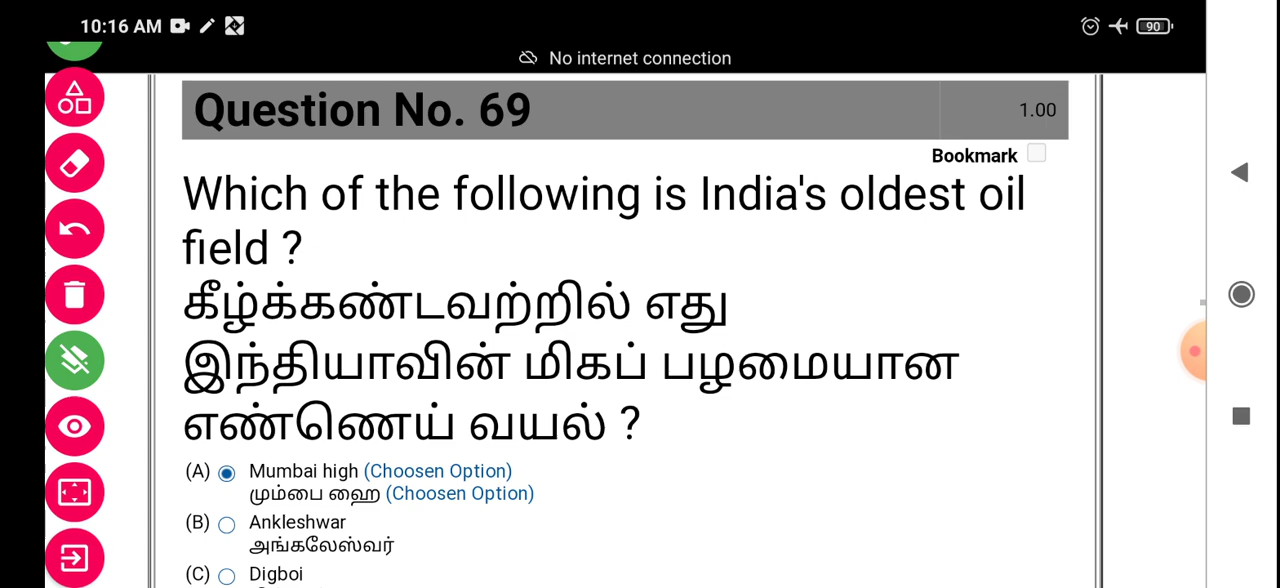 10:16 AM
90
No internet connection
Question No. 69
1.00
Bookmark
Which of the following is India's oldest oil
field ?
கீழ்க்கண்டவற்றில் எது
இந்தியாவின் மிகப் பழமையான
எண்ணெய் வயல் ?
(A) Mumbai high (Choosen Option)
மும்பை ஹை (Choosen Option)
(B) Ankleshwar
அங்கலேஸ்வர்
(C) Digboi